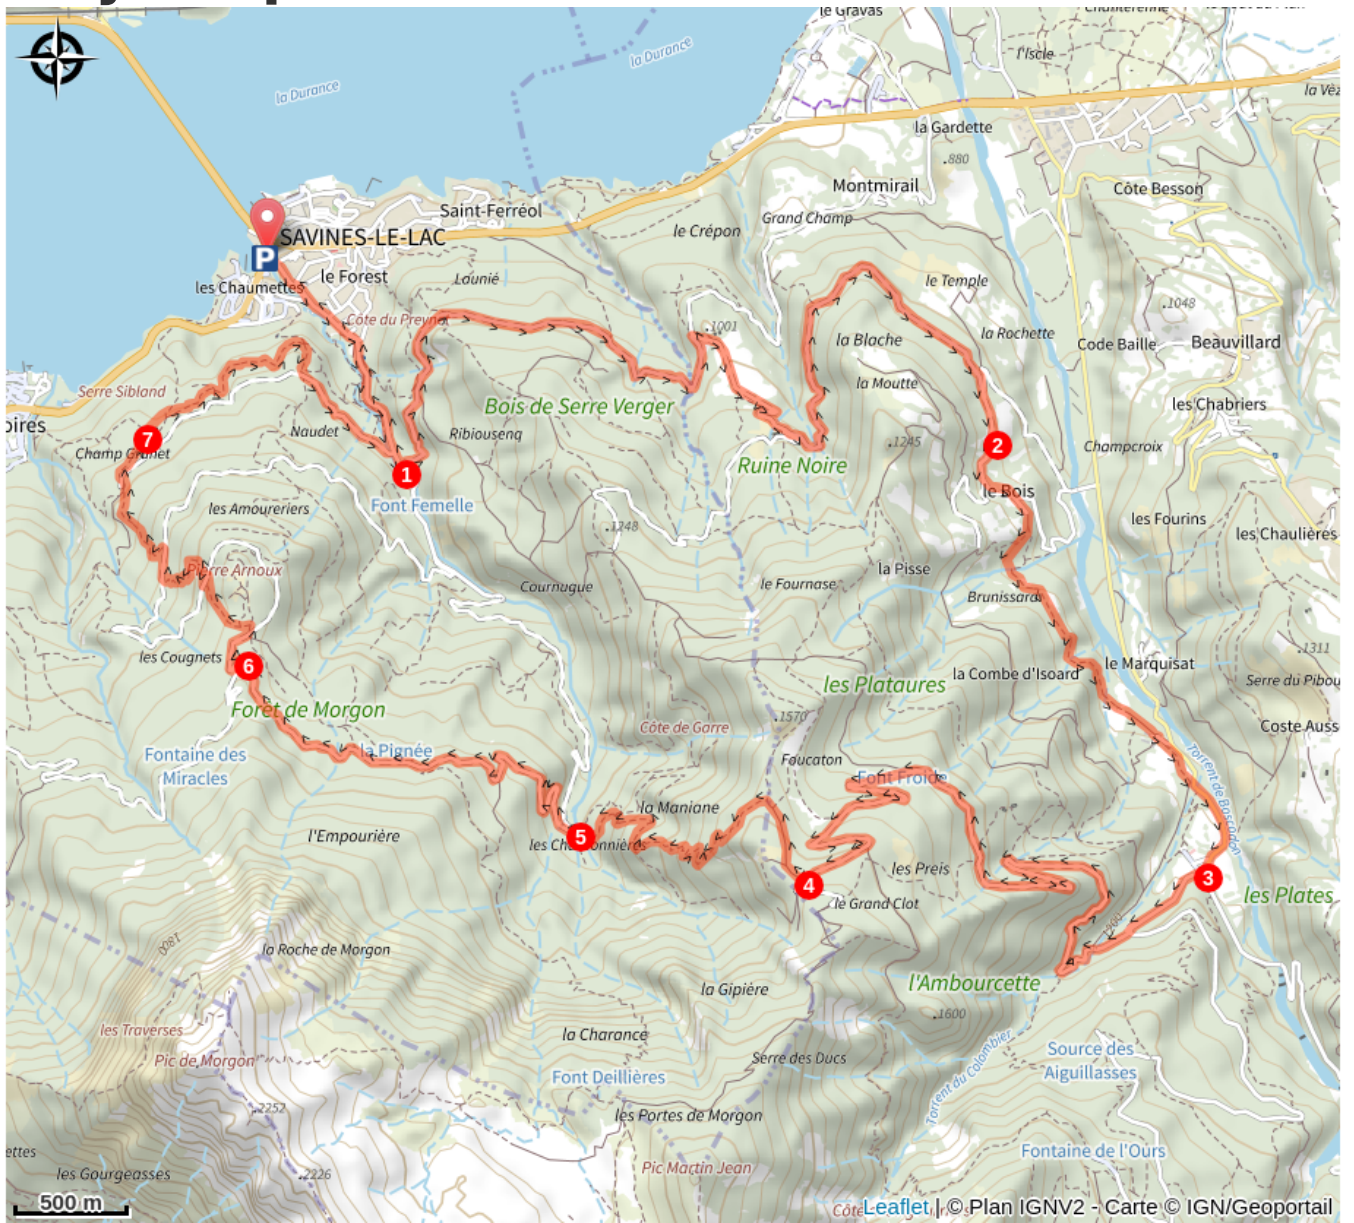 le Gravas
la Durance
la Durance
l'Iscle
la Gardette
.880
Montmirail
Côte Besson
Saint-Ferréol
Grand Champ
le Crépon
SAVINES-LE-LAC
P
le Forest
les Chaumettes
Launié
le Temple
.1048
Côte du Preynet
.1001
la Blache
la Rochette
Code Baille
Beauvillard
Serre Sibland
la Moutte
Bois de Serre Verger
les Chabriers
oires
Naudet
Ribiousenq
7
Champ Grunet
.1245
2
Champcroix
Ruine Noire
1
Font Femelle
le Bois
les Amoureriers
.1248
les Fourins
les Chaulières
Pierre Arnoux
Cournugue
le Fournase
la Pisse
Brunissard
les Cougnets
6
le Marquisat
.1311
la Combe d'Isoard
Serre du Pibou
les Plataures
Forêt de Morgon
.1570
Côte de Garre
Coste Auss
Fontaine des
Miracles
la Pignée
Foucaton
Font Froide
Torrent de Boscodon
la Maniane
l'Empourière
5
les Charbonnières
les Preis
3
4
le Grand Clot
les Plates
la Roche de Morgon
l'Ambourcette
la Gipière
.1600
les Traverses
la Charance
Pic de Morgon
Serre des Ducs
Source des
Aiguillasses
Font Deillières
Torrent du Colombier
.2252
les Portes de Morgon
ettes
les Gourgeasses
.2226
Pic Martin Jean
Fontaine de l'Ours
500 m
Leaflet | © Plan IGNV2 - Carte © IGN/Geoportail